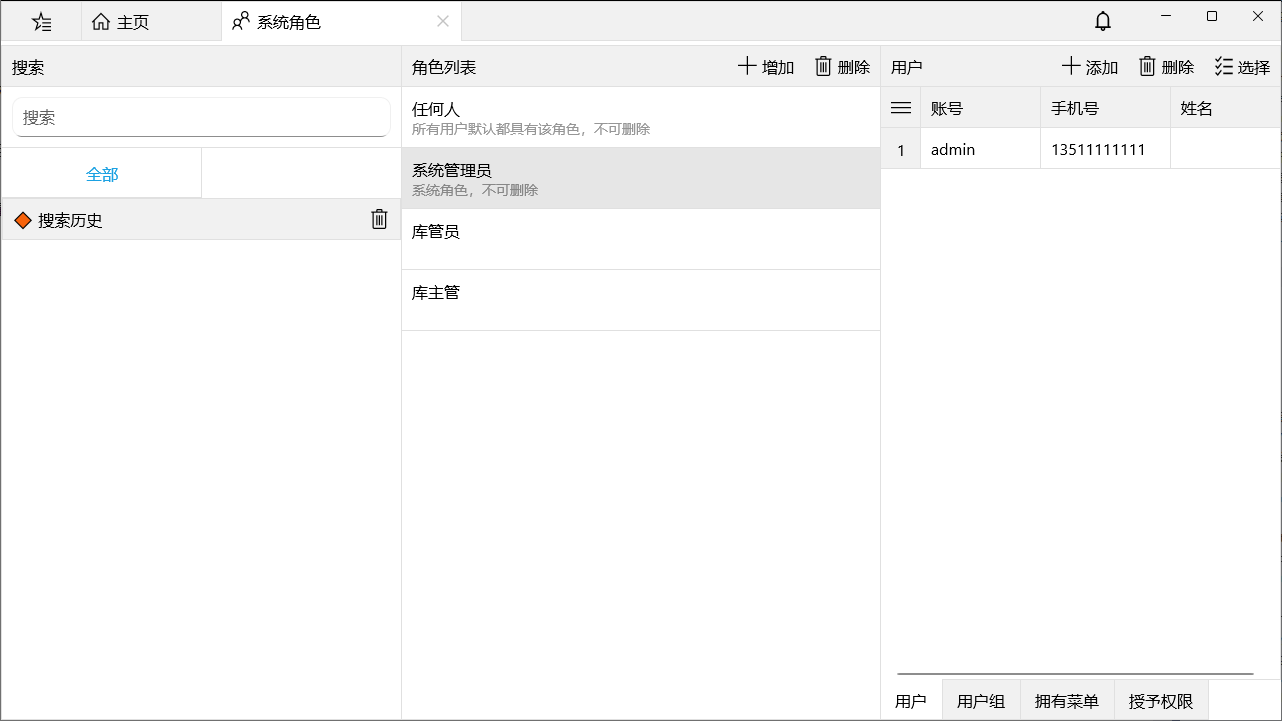 主页
系统角色
搜索
搜索
全部
搜索历史
角色列表
增加
删除
任何人
所有用户默认都具有该角色，不可删除
系统管理员
系统角色，不可删除
库管员
库主管
用户
添加
删除
选择
账号
手机号
姓名
1
admin
13511111111
用户
用户组
拥有菜单
授予权限